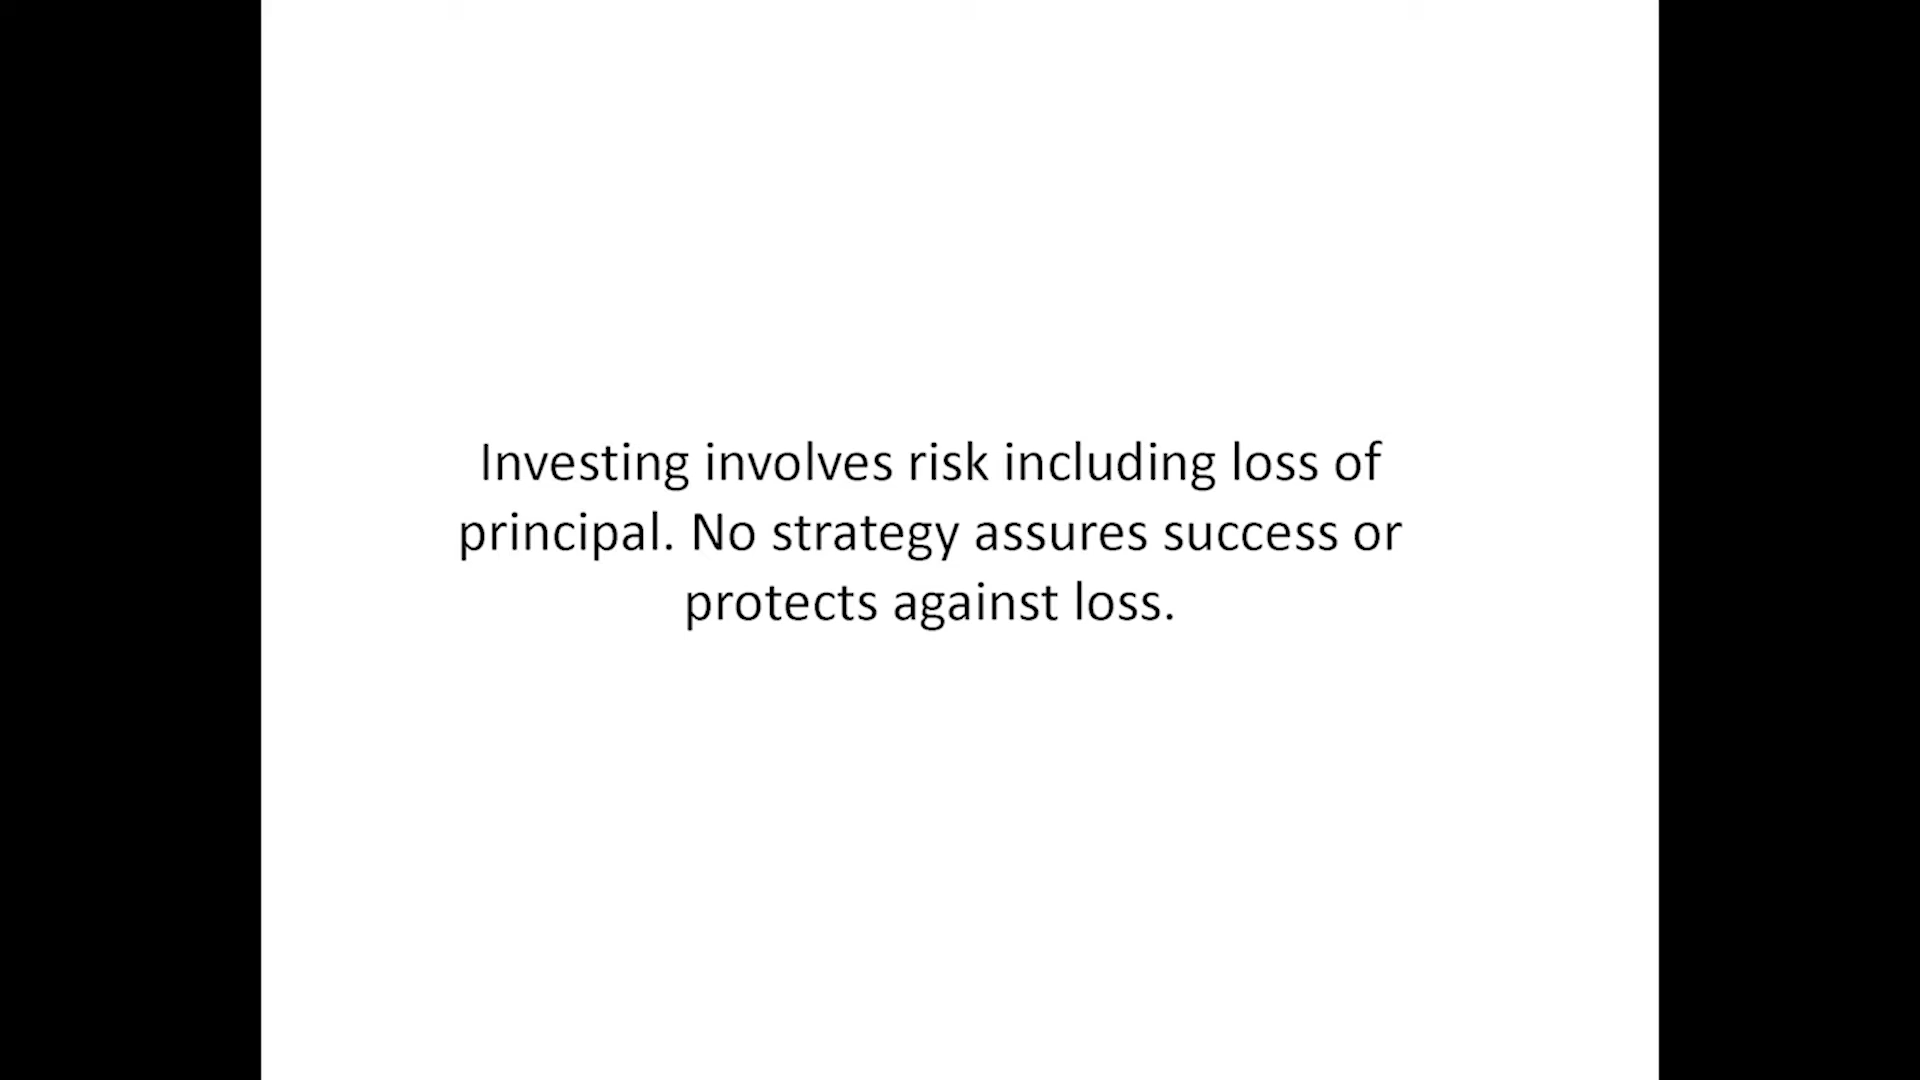 Investing involves risk including loss of
principal. No strategy assures success or
protects against loss.